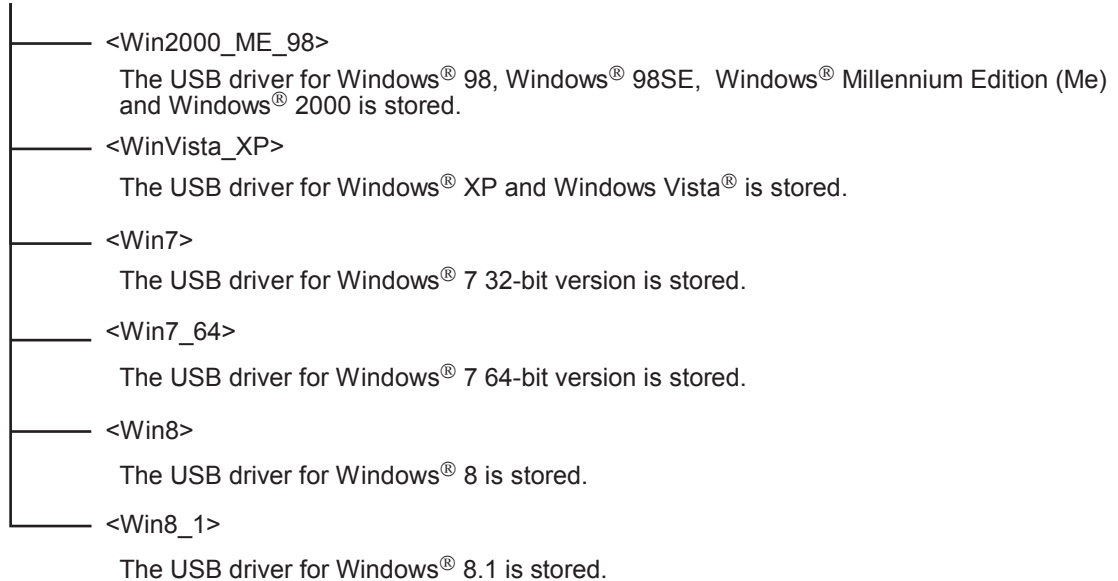 <Win2000_ME_98>
The USB driver for Windows® 98, Windows® 98SE, Windows® Millennium Edition (Me)
and Windows® 2000 is stored.
<WinVista_XP>
The USB driver for Windows® XP and Windows Vista® is stored.
<Win7>
The USB driver for Windows® 7 32-bit version is stored.
<Win7_64>
The USB driver for Windows® 7 64-bit version is stored.
<Win8>
The USB driver for Windows® 8 is stored.
<Win8_1>
The USB driver for Windows® 8.1 is stored.